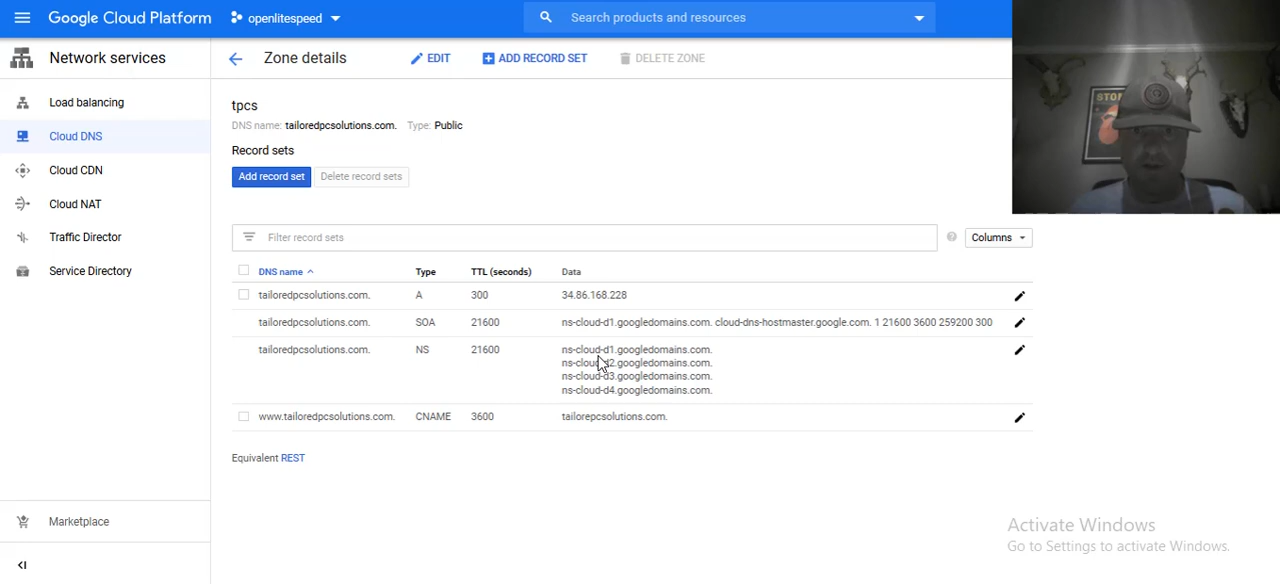 Google Cloud Platform openlitespeed Search products and resources
Network services Zone details EDIT ADD RECORD SET DELETE ZONE
Load balancing
Cloud DNS
Cloud CDN
Cloud NAT
Traffic Director
Service Directory
Marketplace
tpcs
DNS name: tailoredpcsolutions.com. Type: Public
Record sets
Add record set Delete record sets
Filter record sets Columns
DNS name Type TTL (seconds) Data
tailoredpcsolutions.com. A 300 34.86.168.228
tailoredpcsolutions.com. SOA 21600 ns-cloud-d1.googledomains.com. cloud-dns-hostmaster.google.com. 1 21600 3600 259200 300
tailoredpcsolutions.com. NS 21600 ns-cloud-d1.googledomains.com.
ns-cloud-d2.googledomains.com.
ns-cloud-d3.googledomains.com.
ns-cloud-d4.googledomains.com.
www.tailoredpcsolutions.com. CNAME 3600 tailorepcsolutions.com.
Equivalent REST
Activate Windows
Go to Settings to activate Windows.